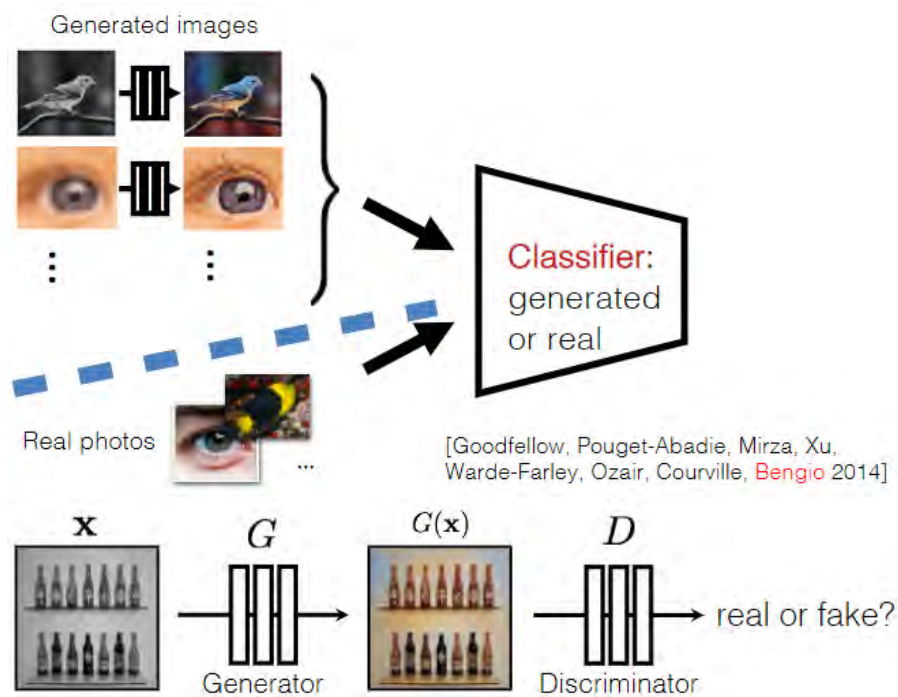 Generated images
Classifier:
generated
or real
Real photos
...
[Goodfellow, Pouget-Abadie, Mirza, Xu,
Warde-Farley, Ozair, Courville, Bengio 2014]
x
G
G(x)
D
real or fake?
Generator
Discriminator